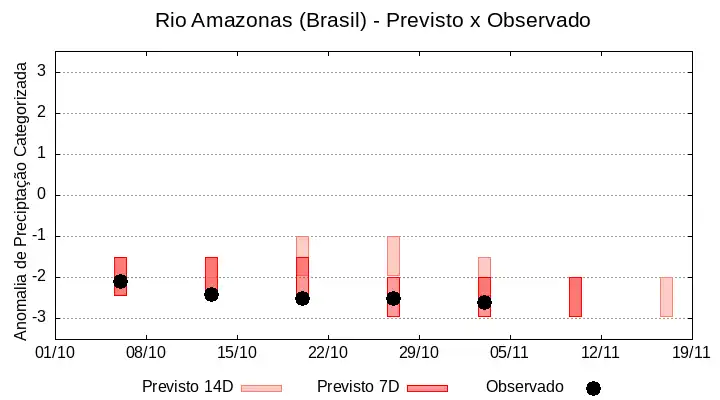 Rio Amazonas (Brasil) - Previsto x Observado
Anomalia de Preciptação Categorizada
3
2
1
0
-1
-2
-3
01/10 08/10 15/10 22/10 29/10 05/11 12/11 19/11
Previsto 14D Previsto 7D Observado